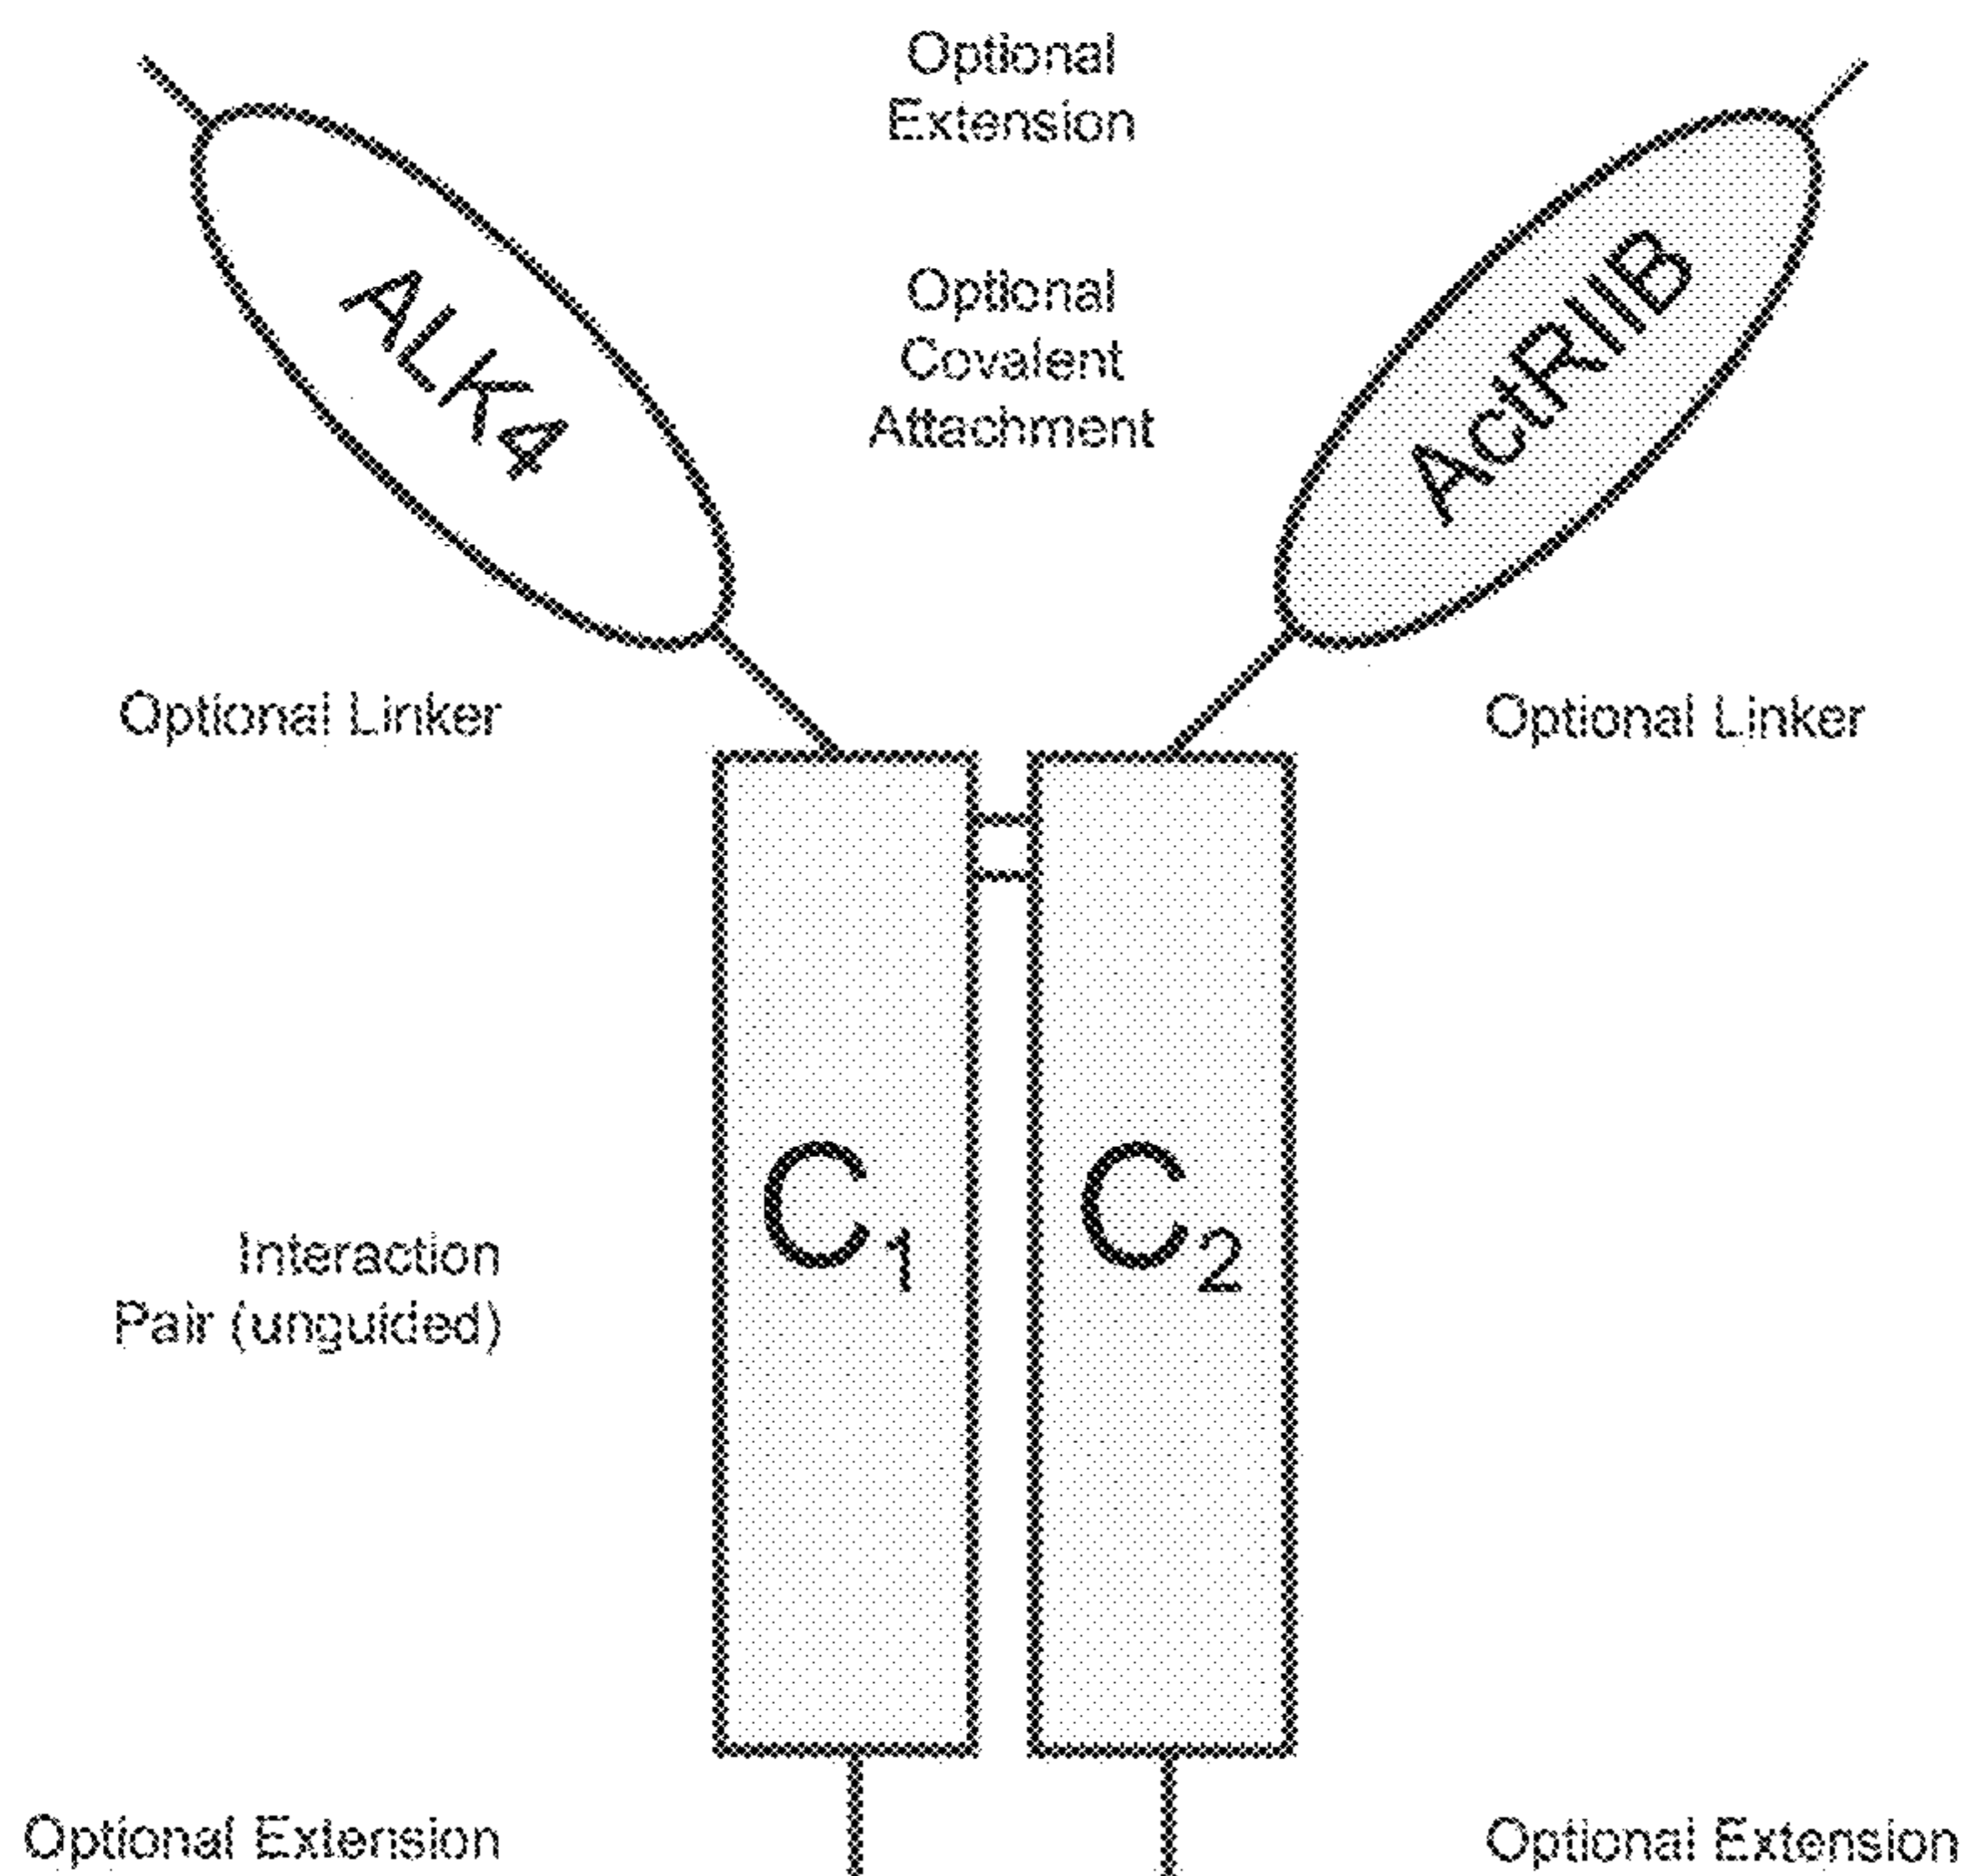 Optional
Extension
ALK4
ActRIIB
Optional
Covalent
Attachment
Optional Linker
Optional Linker
C₁
C₂
Interaction
Pair (unguided)
Optional Extension
Optional Extension